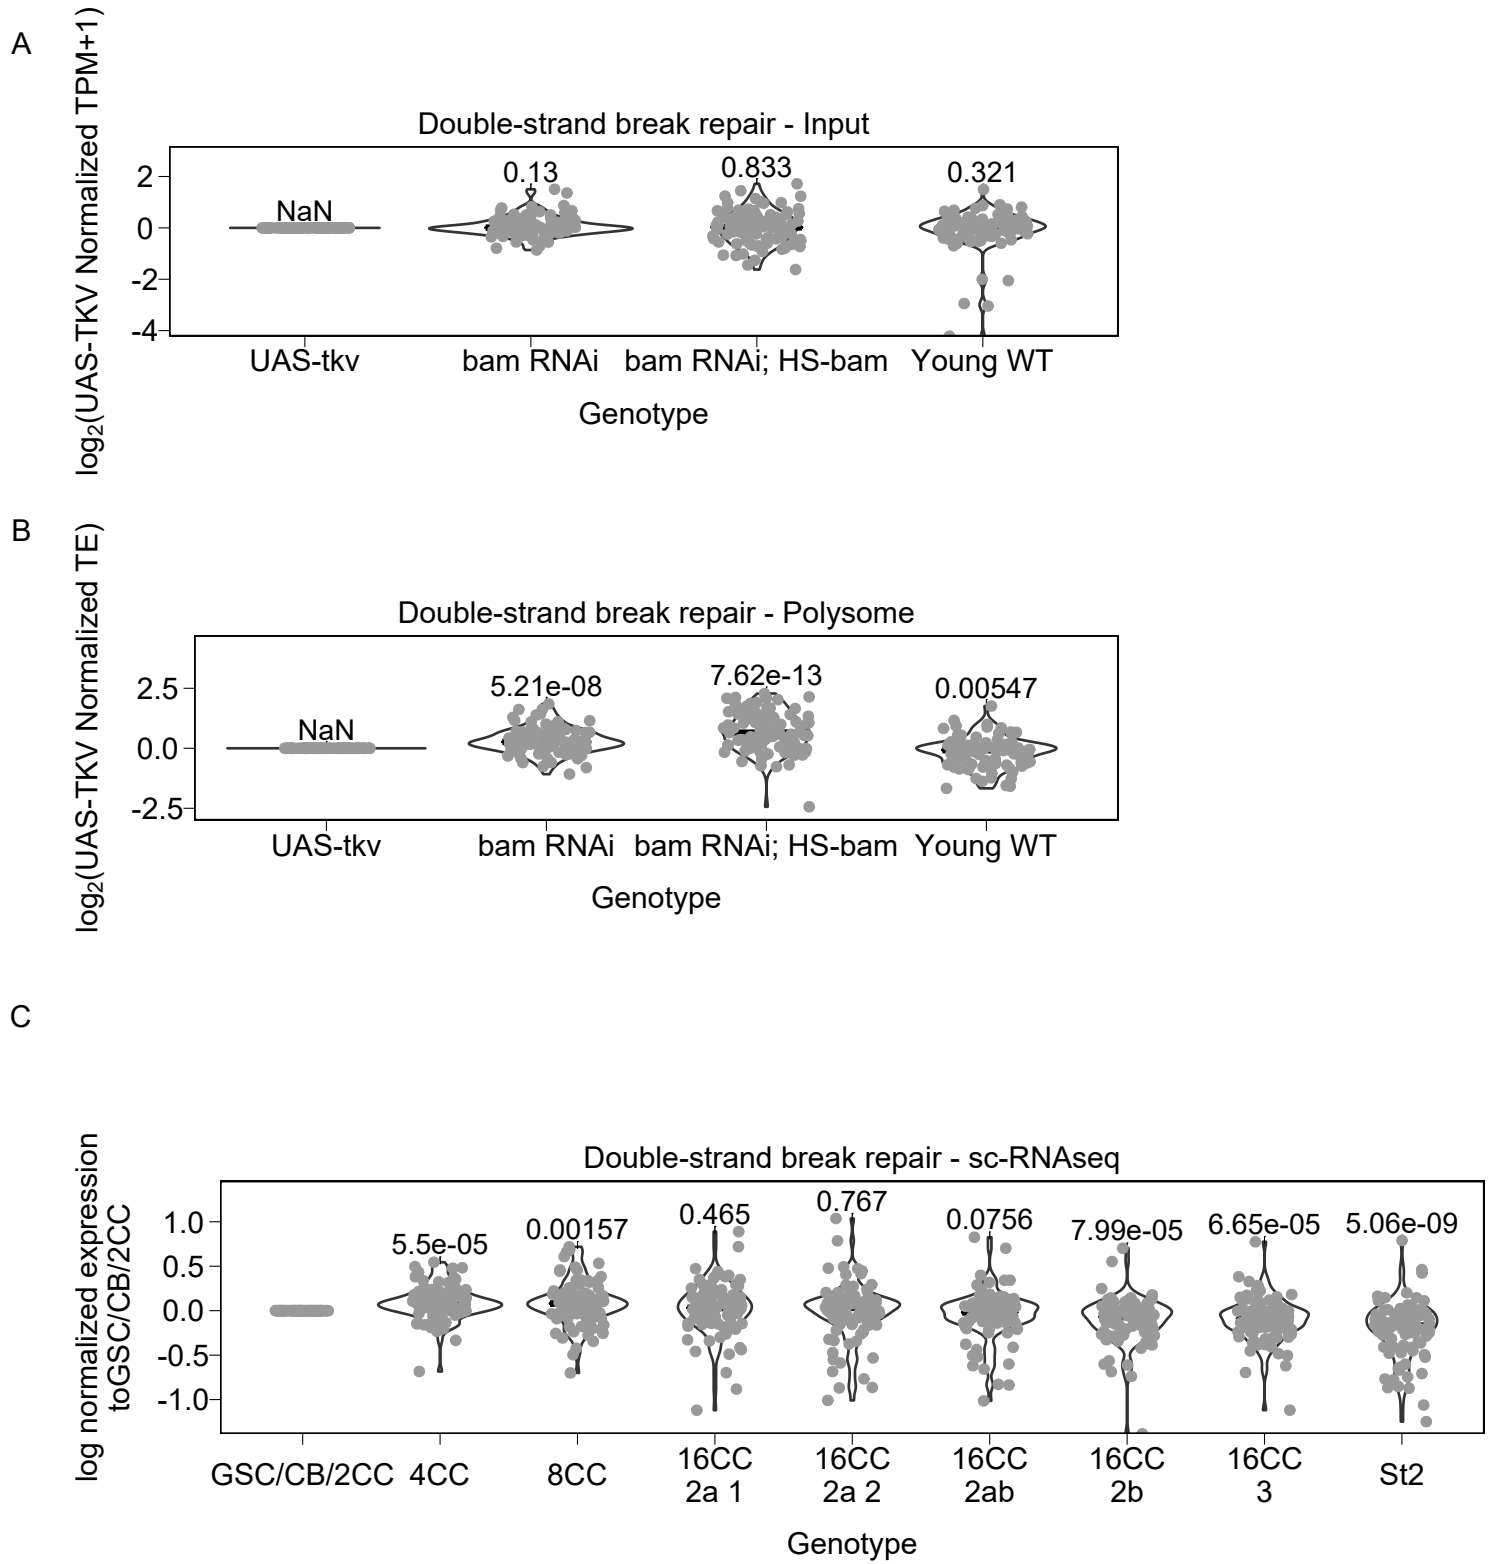 A
log2(UAS-TKV Normalized TPM+1)
Double-strand break repair - Input
2
0
-2
-4
NaN
0.13
0.833
0.321
UAS-tkv
bam RNAi
bam RNAi; HS-bam
Young WT
Genotype
B
log2(UAS-TKV Normalized TE)
Double-strand break repair - Polysome
2.5
0.0
-2.5
NaN
5.21e-08
7.62e-13
0.00547
UAS-tkv
bam RNAi
bam RNAi; HS-bam
Young WT
Genotype
C
log normalized expression
toGSC/CB/2CC
Double-strand break repair - sc-RNAseq
1.0
0.5
0.0
-0.5
-1.0
5.5e-05
0.00157
0.465
0.767
0.0756
7.99e-05
6.65e-05
5.06e-09
GSC/CB/2CC
4CC
8CC
16CC
2a 1
16CC
2a 2
16CC
2ab
16CC
2b
16CC
3
St2
Genotype